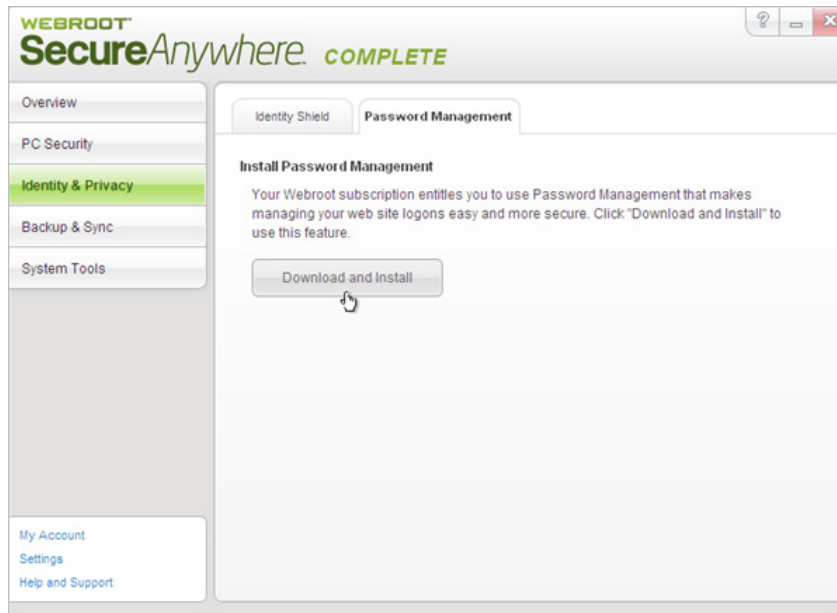 WEBROOT
SecureAnywhere. COMPLETE
?
Overview
PC Security
Identity & Privacy
Backup & Sync
System Tools
My Account
Settings
Help and Support
Identity Shield
Password Management
Install Password Management
Your Webroot subscription entitles you to use Password Management that makes
managing your web site logons easy and more secure. Click "Download and Install" to
use this feature.
Download and Install